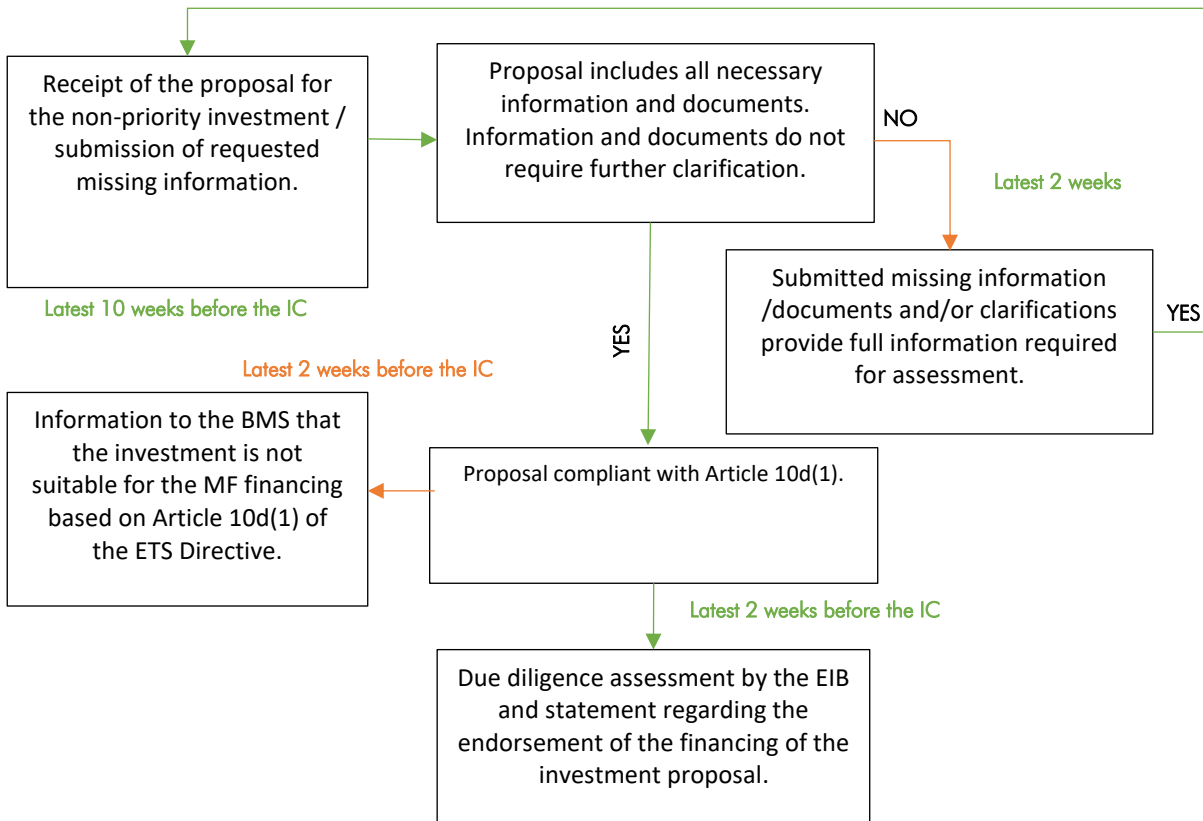 Receipt of the proposal for
the non-priority investment /
submission of requested
missing information.
Proposal includes all necessary
information and documents.
Information and documents do not
require further clarification.
NO
Latest 2 weeks
Submitted missing information
/documents and/or clarifications
provide full information required
for assessment.
YES
Latest 10 weeks before the IC
YES
Latest 2 weeks before the IC
Information to the BMS that
the investment is not
suitable for the MF financing
based on Article 10d(1) of
the ETS Directive.
Proposal compliant with Article 10d(1).
Latest 2 weeks before the IC
Due diligence assessment by the EIB
and statement regarding the
endorsement of the financing of the
investment proposal.